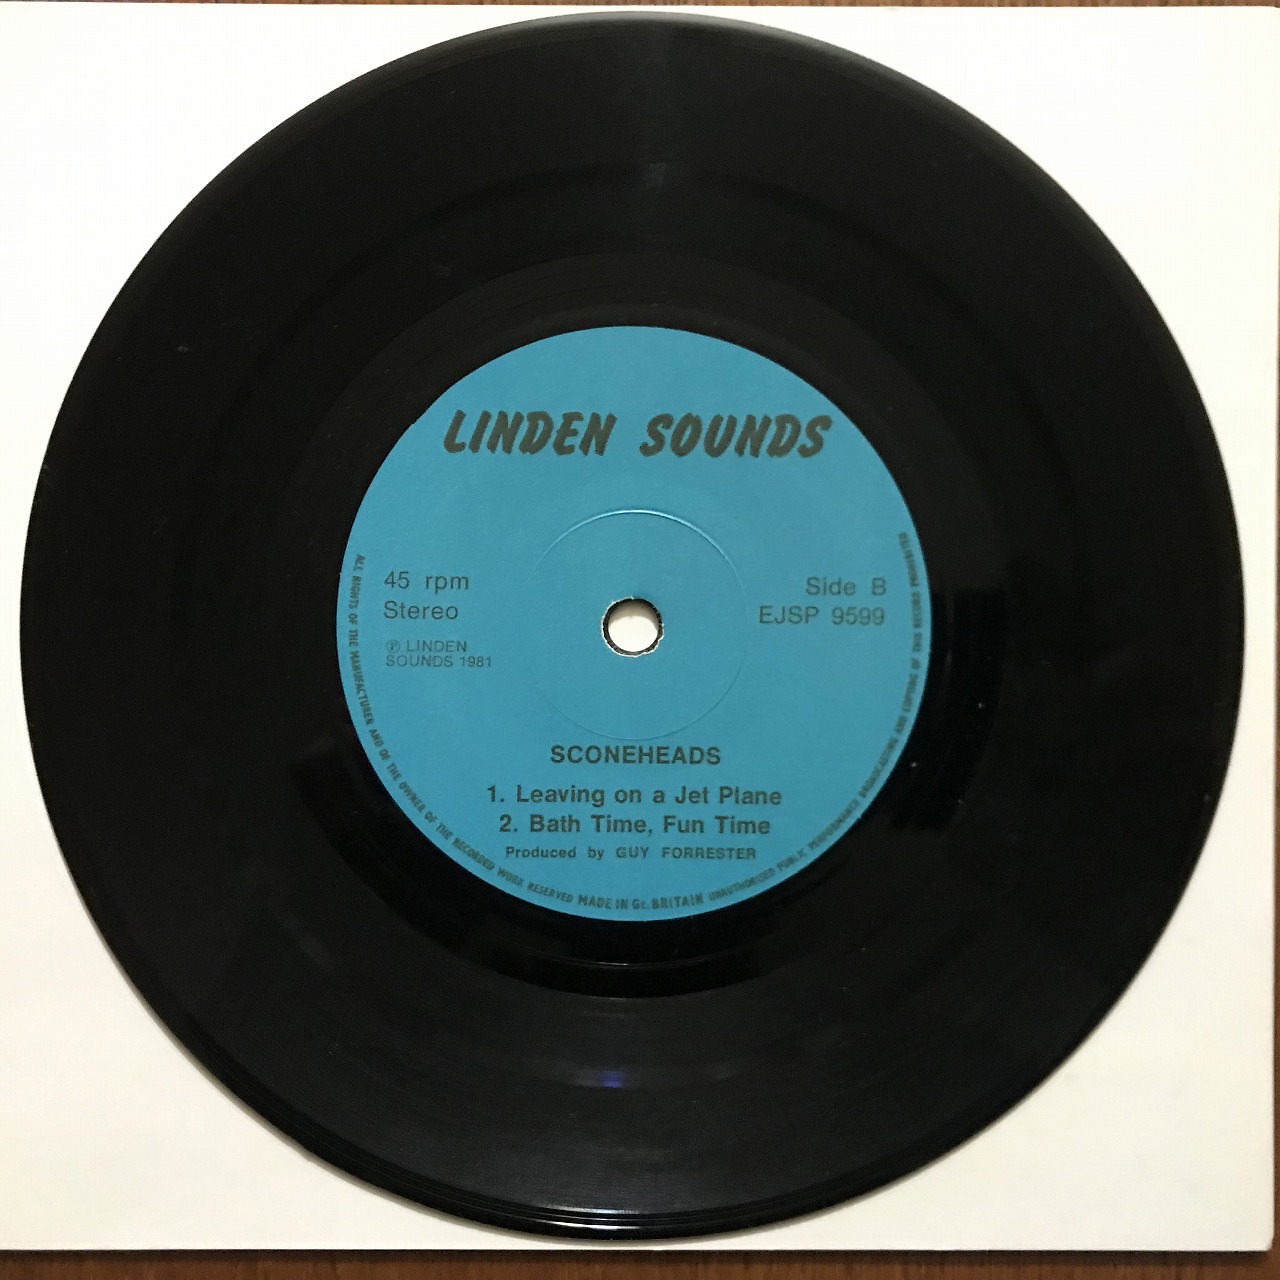 LINDEN SOUNDS
45 rpm
Stereo
Ⓟ LINDEN
SOUNDS 1981
Side B
EJSP 9599
SCONEHEADS
1. Leaving on a Jet Plane
2. Bath Time, Fun Time
Produced by GUY FORRESTER
ALL RIGHTS OF THE MANUFACTURER AND OF THE OWNER OF THE RECORDED WORK RESERVED MADE IN Gt. BRITAIN UNAUTHORISED PUBLIC PERFORMANCE BROADCASTING AND COPYING OF THIS RECORD PROHIBITED